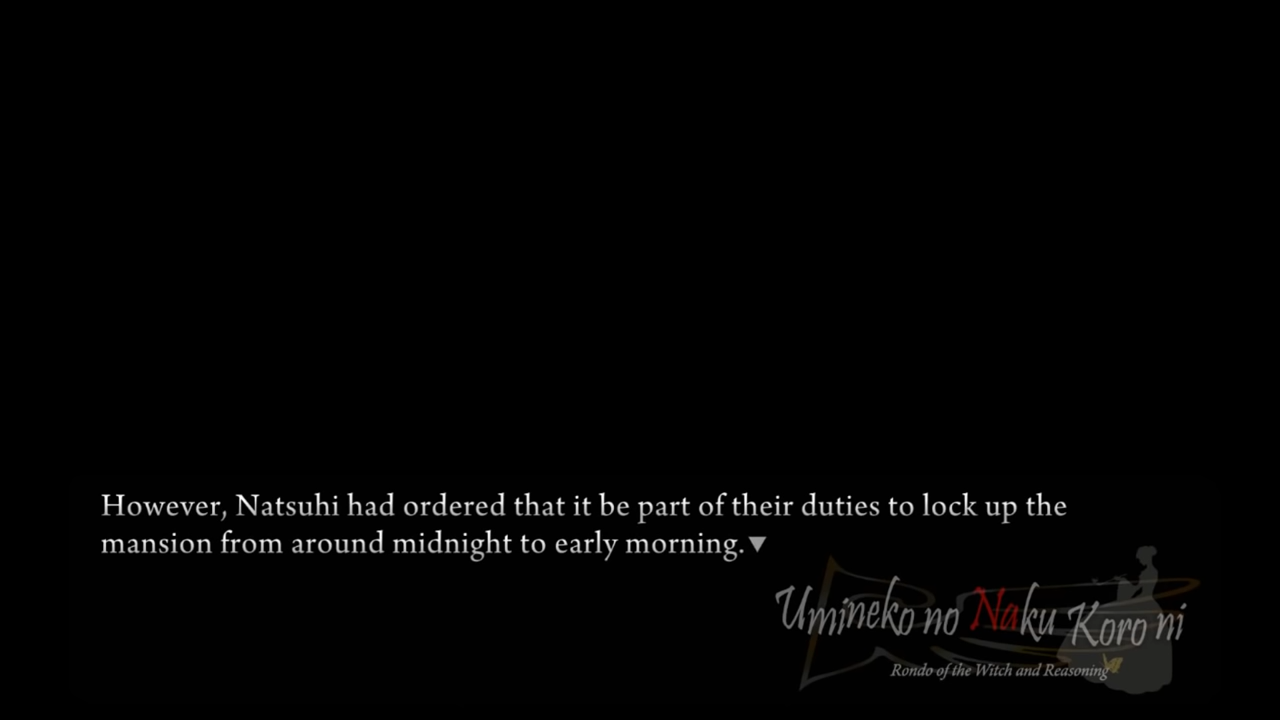 However, Natsuhi had ordered that it be part of their duties to lock up the
mansion from around midnight to early morning.▼
Umineko no Naku Koro ni
Rondo of the Witch and Reasoning